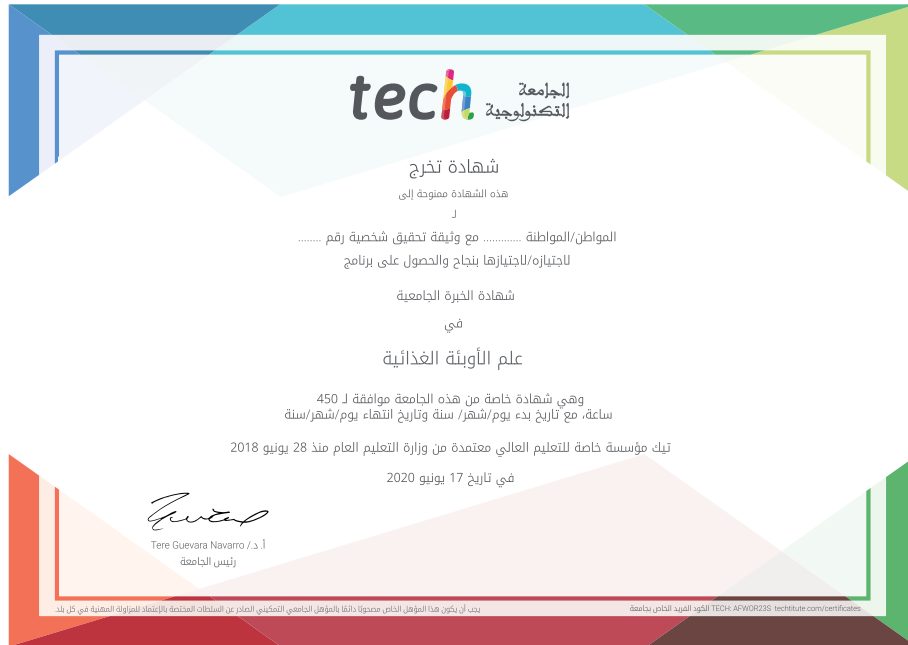 tech الجامعة
التكنولوجية
شهادة تخرج
هذه الشهادة ممنوحة إلى
لـ
المواطن/المواطنة ............. مع وثيقة تحقيق شخصية رقم ........
لاجتيازه/لاجتيازها بنجاح والحصول على برنامج
شهادة الخبرة الجامعية
في
علم الأوبئة الغذائية
وهي شهادة خاصة من هذه الجامعة موافقة لـ 450
ساعة، مع تاريخ بدء يوم/شهر/ سنة وتاريخ انتهاء يوم/شهر/سنة
تيك مؤسسة خاصة للتعليم العالي معتمدة من وزارة التعليم العام منذ 28 يونيو 2018
في تاريخ 17 يونيو 2020
أ. د./ Tere Guevara Navarro
رئيس الجامعة
يجب أن يكون هذا المؤهل الخاص مصحوبًا دائمًا بالمؤهل الجامعي التمكيني الصادر عن السلطات المختصة بالإعتماد للمزاولة المهنية في كل بلد.
الكود الفريد الخاص بجامعة TECH: AFWOR23S techtitute.com/certificates